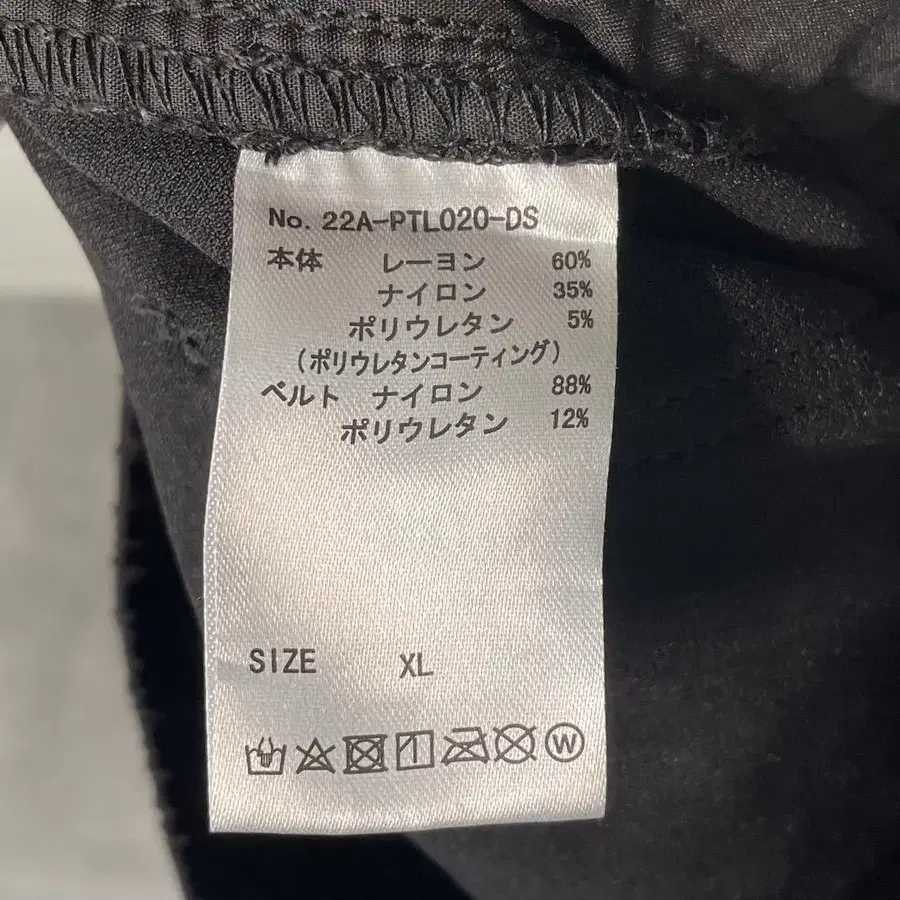 No. 22A-PTL020-DS
本体 レーヨン 60%
ナイロン 35%
ポリウレタン 5%
(ポリウレタンコーティング)
ベルト ナイロン 88%
ポリウレタン 12%
SIZE XL
W